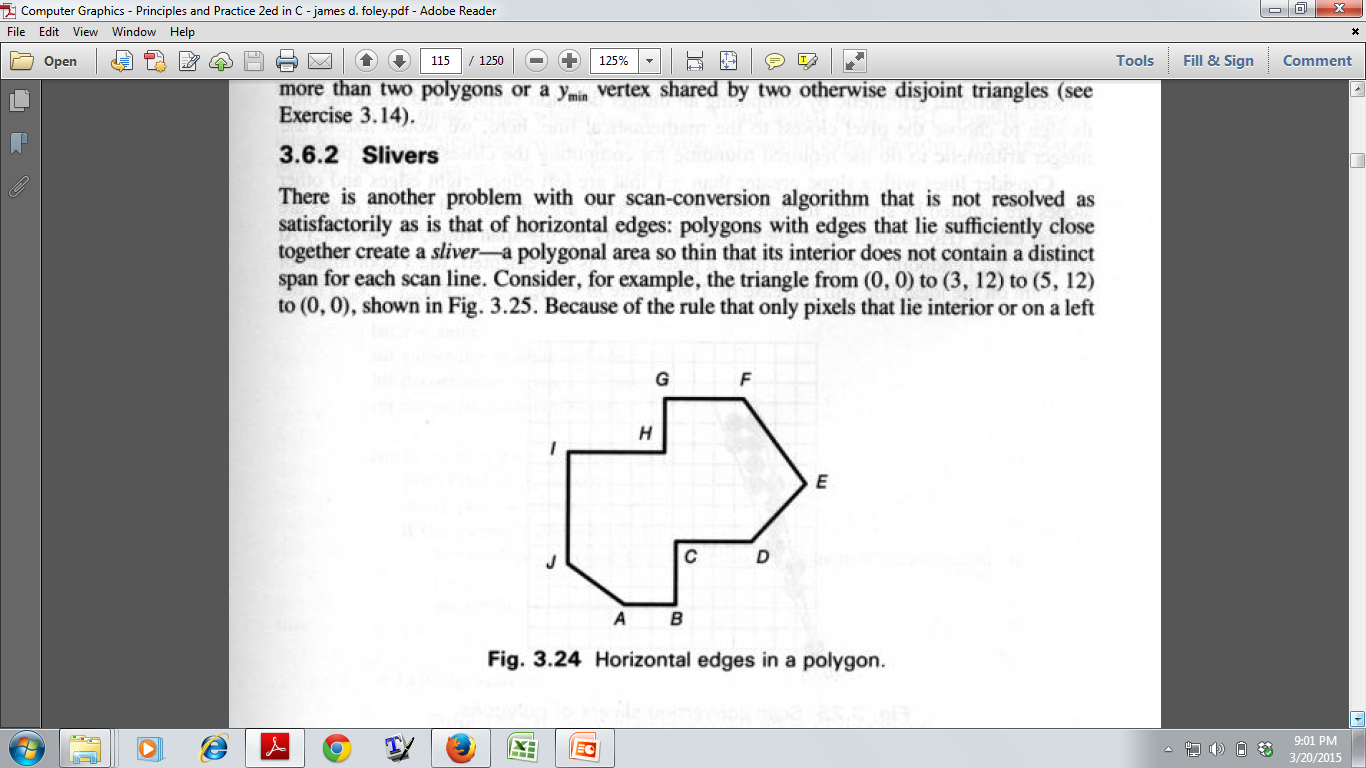 Computer Graphics - Principles and Practice 2ed in C - james d. foley.pdf - Adobe Reader
File Edit View Window Help
Open 115 / 1250 125% Tools Fill & Sign Comment
more than two polygons or a ymin vertex shared by two otherwise disjoint triangles (see
Exercise 3.14).
3.6.2 Slivers
There is another problem with our scan-conversion algorithm that is not resolved as
satisfactorily as is that of horizontal edges: polygons with edges that lie sufficiently close
together create a sliver—a polygonal area so thin that its interior does not contain a distinct
span for each scan line. Consider, for example, the triangle from (0, 0) to (3, 12) to (5, 12)
to (0, 0), shown in Fig. 3.25. Because of the rule that only pixels that lie interior or on a left
G F
H
I
E
J C D
A B
Fig. 3.24 Horizontal edges in a polygon.
9:01 PM
3/20/2015